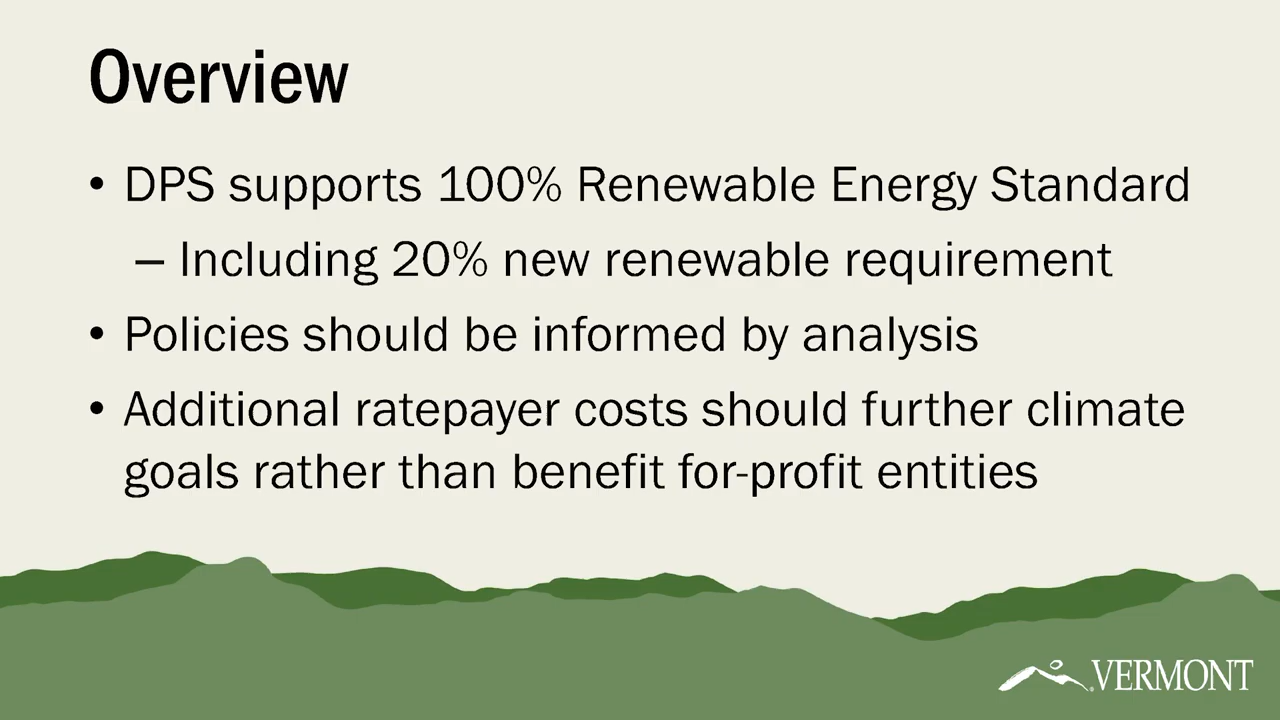 Overview
• DPS supports 100% Renewable Energy Standard
– Including 20% new renewable requirement
• Policies should be informed by analysis
• Additional ratepayer costs should further climate
goals rather than benefit for-profit entities
VERMONT